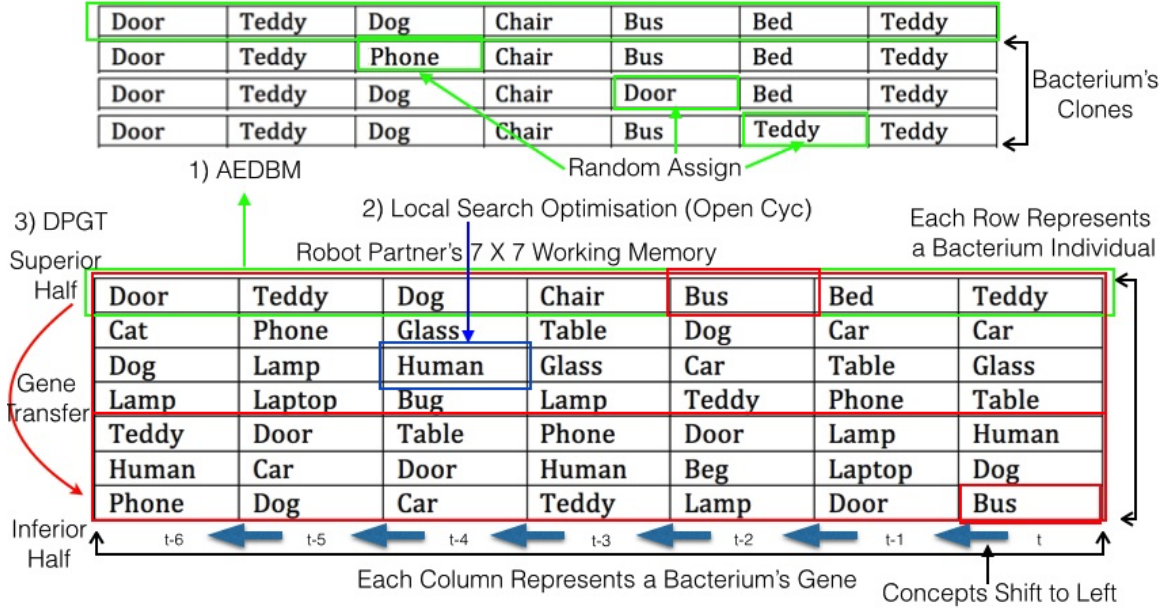 Door Teddy Dog Chair Bus Bed Teddy
Door Teddy Phone Chair Bus Bed Teddy
Door Teddy Dog Chair Door Bed Teddy
Door Teddy Dog Chair Bus Teddy Teddy
Bacterium's
Clones
Random Assign
1) AEDBM
2) Local Search Optimisation (Open Cyc)
3) DPGT
Each Row Represents
a Bacterium Individual
Superior
Half
Robot Partner's 7 X 7 Working Memory
Door Teddy Dog Chair Bus Bed Teddy
Cat Phone Glass Table Dog Car Car
Dog Lamp Human Glass Car Table Glass
Lamp Laptop Bug Lamp Teddy Phone Table
Teddy Door Table Phone Door Lamp Human
Human Car Door Human Beg Laptop Dog
Phone Dog Car Teddy Lamp Door Bus
Gene
Transfer
Inferior
Half
t-6 t-5 t-4 t-3 t-2 t-1 t
Each Column Represents a Bacterium's Gene
Concepts Shift to Left